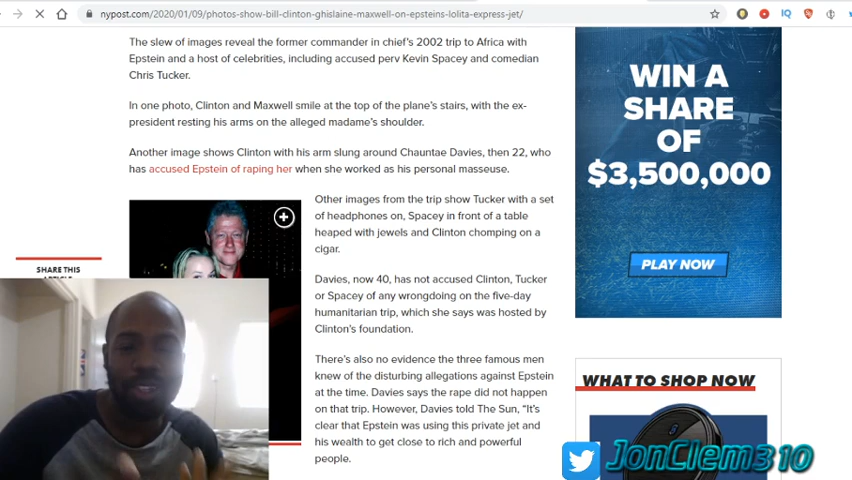 nypost.com/2020/01/09/photos-show-bill-clinton-ghislaine-maxwell-on-epsteins-lolita-express-jet/
The slew of images reveal the former commander in chief's 2002 trip to Africa with
Epstein and a host of celebrities, including accused perv Kevin Spacey and comedian
Chris Tucker.
In one photo, Clinton and Maxwell smile at the top of the plane's stairs, with the ex-
president resting his arms on the alleged madame's shoulder.
Another image shows Clinton with his arm slung around Chauntae Davies, then 22, who
has accused Epstein of raping her when she worked as his personal masseuse.
Other images from the trip show Tucker with a set
of headphones on, Spacey in front of a table
heaped with jewels and Clinton chomping on a
cigar.
SHARE THIS
Davies, now 40, has not accused Clinton, Tucker
or Spacey of any wrongdoing on the five-day
humanitarian trip, which she says was hosted by
Clinton's foundation.
There's also no evidence the three famous men
knew of the disturbing allegations against Epstein
at the time. Davies says the rape did not happen
on that trip. However, Davies told The Sun, "It's
clear that Epstein was using this private jet and
his wealth to get close to rich and powerful
people.
WIN A
SHARE
OF
$3,500,000
PLAY NOW
WHAT TO SHOP NOW
JonClem310